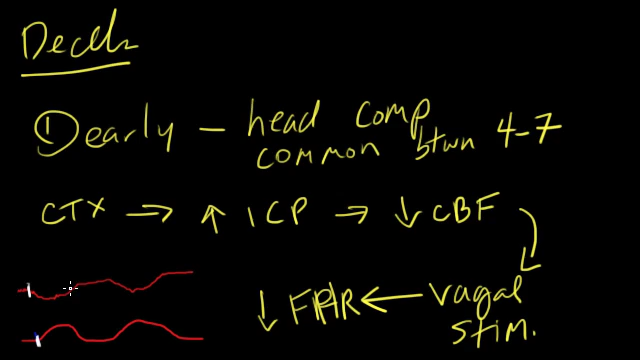 Decels
① early – head comp
common btwn 4-7
CTX → ↑ ICP → ↓ CBF
↓ FHR ← vagal
stim.